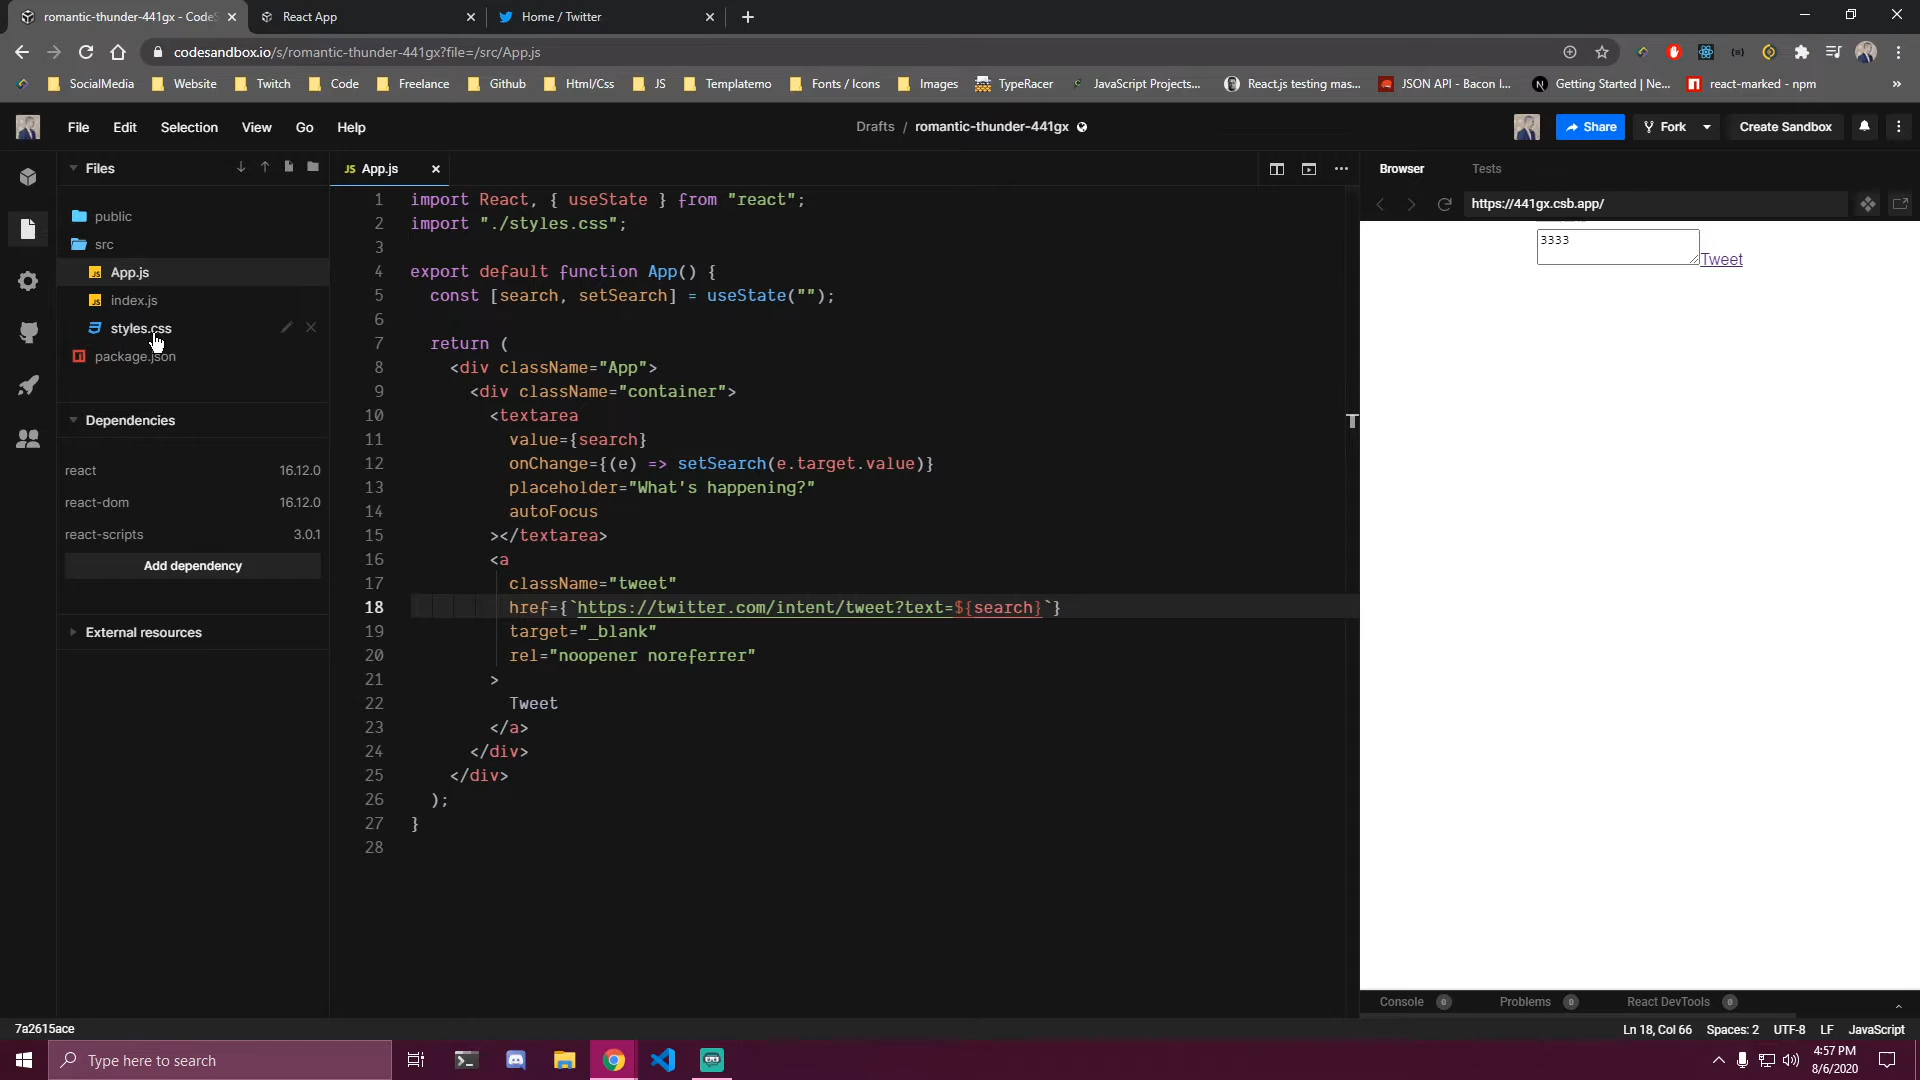 romantic-thunder-441gx - CodeS
React App
Home / Twitter
codesandbox.io/s/romantic-thunder-441gx?file=/src/App.js
SocialMedia
Website
Twitch
Code
Freelance
Github
Html/Css
JS
Templatemo
Fonts / Icons
Images
TypeRacer
JavaScript Projects...
React.js testing mas...
JSON API - Bacon I...
Getting Started | Ne...
react-marked - npm
»
File Edit Selection View Go Help
Drafts / romantic-thunder-441gx
Share
Fork
Create Sandbox
Files
public
src
App.js
index.js
styles.css
package.json
Dependencies
react 16.12.0
react-dom 16.12.0
react-scripts 3.0.1
Add dependency
External resources
JS App.js
1 import React, { useState } from "react";
2 import "./styles.css";
3
4 export default function App() {
5 const [search, setSearch] = useState("");
6
7 return (
8 <div className="App">
9 <div className="container">
10 <textarea
11 value={search}
12 onChange={(e) => setSearch(e.target.value)}
13 placeholder="What's happening?"
14 autoFocus
15 ></textarea>
16 <a
17 className="tweet"
18 href={`https://twitter.com/intent/tweet?text=${search}`}
19 target="_blank"
20 rel="noopener noreferrer"
21 >
22 Tweet
23 </a>
24 </div>
25 </div>
26 );
27 }
28
Browser
Tests
https://441gx.csb.app/
3333
Tweet
Console 0
Problems 0
React DevTools 0
7a2615ace
Ln 18, Col 66 Spaces: 2 UTF-8 LF JavaScript
Type here to search
4:57 PM
8/6/2020